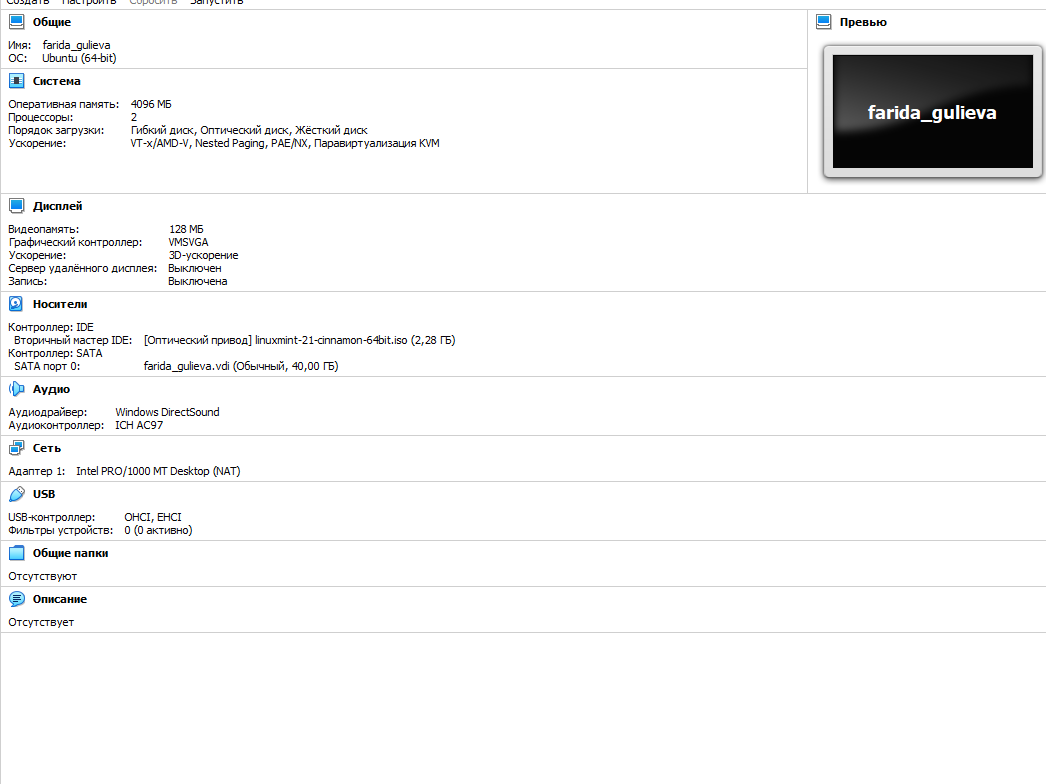 Создать Настроить Сбросить Запустить
Общие
Имя: farida_gulieva
ОС: Ubuntu (64-bit)
Система
Оперативная память: 4096 МБ
Процессоры: 2
Порядок загрузки: Гибкий диск, Оптический диск, Жёсткий диск
Ускорение: VT-x/AMD-V, Nested Paging, PAE/NX, Паравиртуализация KVM
Превью
farida_gulieva
Дисплей
Видеопамять: 128 МБ
Графический контроллер: VMSVGA
Ускорение: 3D-ускорение
Сервер удалённого дисплея: Выключен
Запись: Выключена
Носители
Контроллер: IDE
Вторичный мастер IDE: [Оптический привод] linuxmint-21-cinnamon-64bit.iso (2,28 ГБ)
Контроллер: SATA
SATA порт 0: farida_gulieva.vdi (Обычный, 40,00 ГБ)
Аудио
Аудиодрайвер: Windows DirectSound
Аудиоконтроллер: ICH AC97
Сеть
Адаптер 1: Intel PRO/1000 MT Desktop (NAT)
USB
USB-контроллер: OHCI, EHCI
Фильтры устройств: 0 (0 активно)
Общие папки
Отсутствуют
Описание
Отсутствует